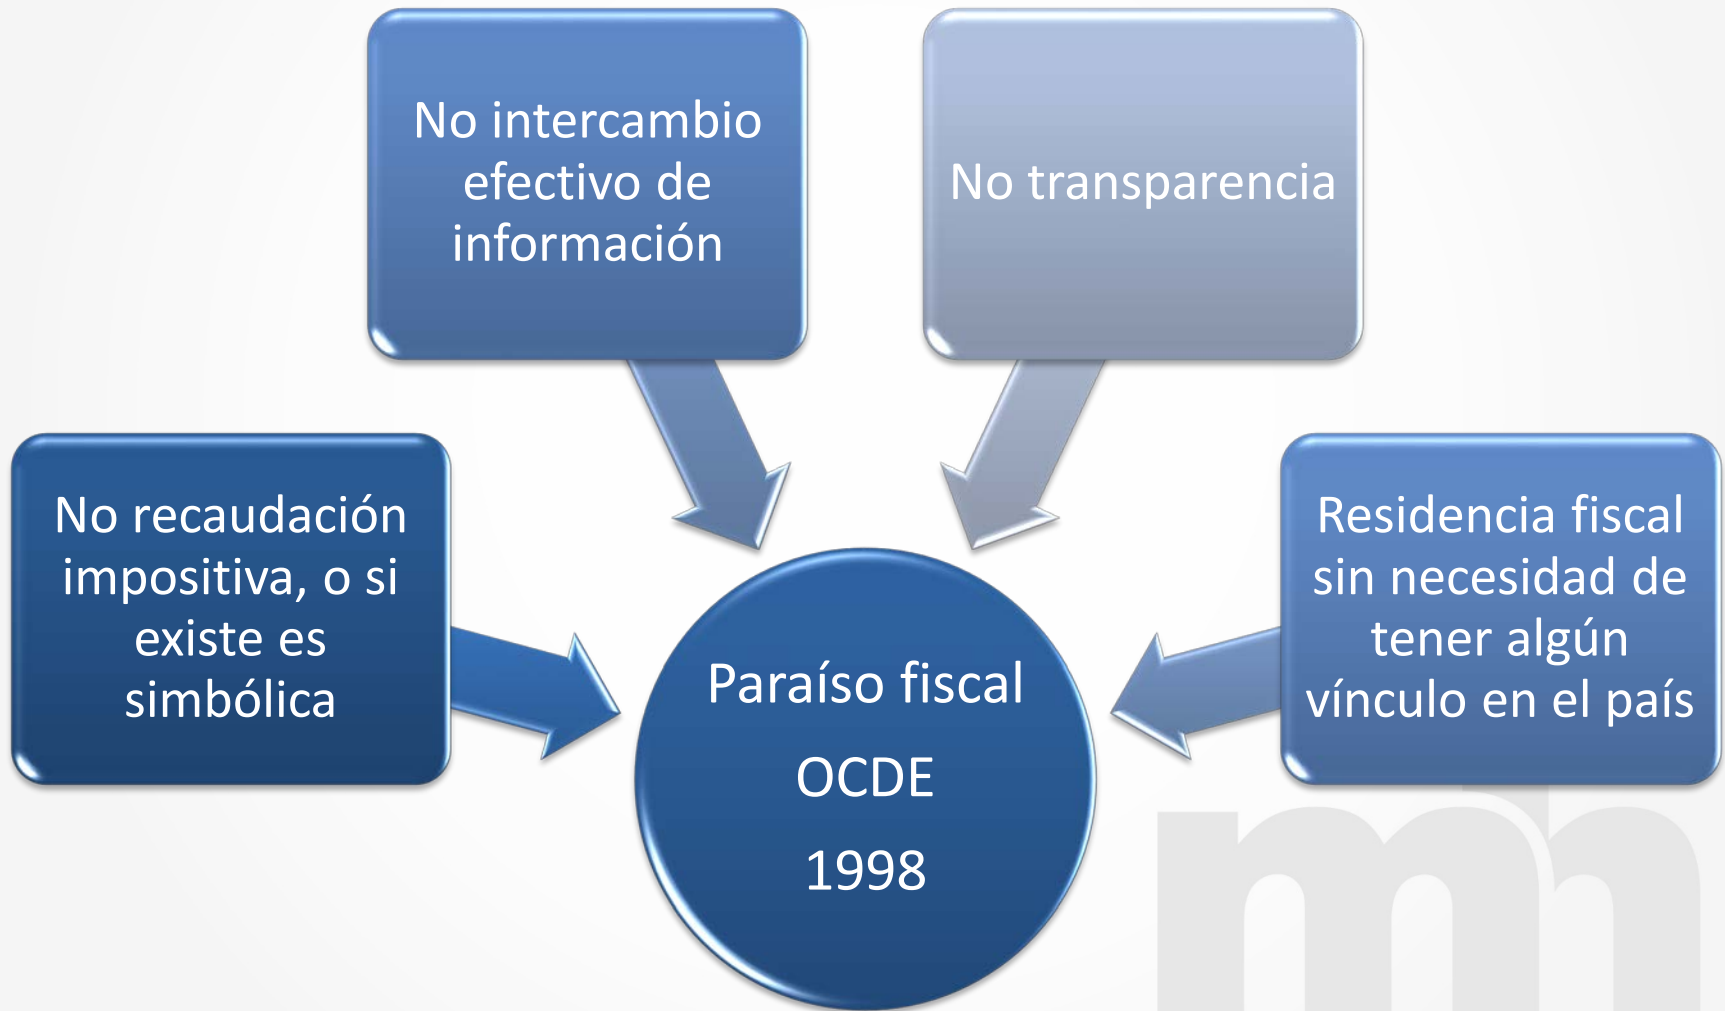 No intercambio
efectivo de
información
No transparencia
No recaudación
impositiva, o si
existe es
simbólica
Residencia fiscal
sin necesidad de
tener algún
vínculo en el país
Paraíso fiscal
OCDE
1998
mh